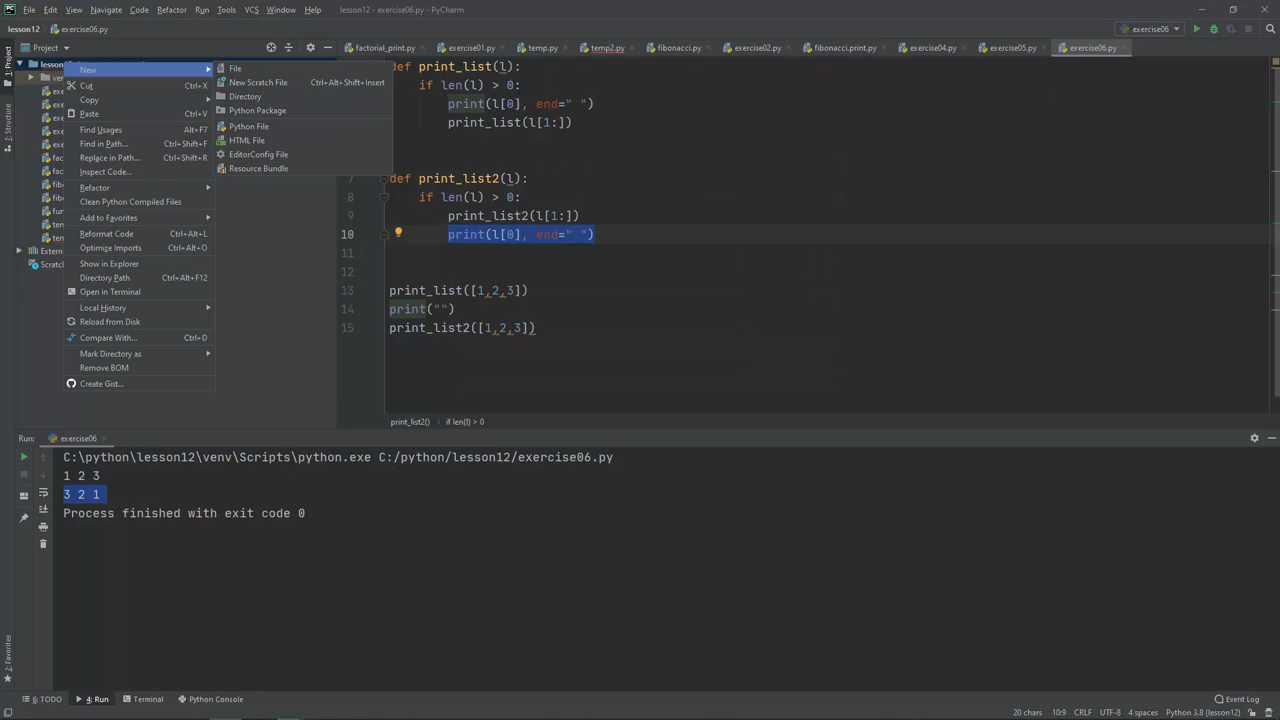 File Edit View Navigate Code Refactor Run Tools VCS Window Help lesson12 - exercise06.py - PyCharm
lesson12 exercise06.py exercise06
Project factorial_print.py exercise01.py temp.py temp2.py fibonacci.py exercise02.py fibonacci.print.py exercise04.py exercise05.py exercise06.py
1: Project
New
Cut Ctrl+X
Copy
Paste Ctrl+V
Find Usages Alt+F7
Find in Path... Ctrl+Shift+F
Replace in Path... Ctrl+Shift+R
Inspect Code...
Refactor
Clean Python Compiled Files
Add to Favorites
Reformat Code Ctrl+Alt+L
Optimize Imports Ctrl+Alt+O
Show in Explorer
Directory Path Ctrl+Alt+F12
Open in Terminal
Local History
Reload from Disk
Compare With... Ctrl+D
Mark Directory as
Remove BOM
Create Gist...
File
New Scratch File Ctrl+Alt+Shift+Insert
Directory
Python Package
Python File
HTML File
EditorConfig File
Resource Bundle
def print_list(l):
if len(l) > 0:
print(l[0], end=" ")
print_list(l[1:])
7 def print_list2(l):
8 if len(l) > 0:
9 print_list2(l[1:])
10 print(l[0], end=" ")
11
12
13 print_list([1,2,3])
14 print("")
15 print_list2([1,2,3])
print_list2() if len(l) > 0
Z: Structure
Run: exercise06
C:\python\lesson12\venv\Scripts\python.exe C:/python/lesson12/exercise06.py
1 2 3
3 2 1
Process finished with exit code 0
2: Favorites
6: TODO 4: Run Terminal Python Console Event Log
20 chars 10:9 CRLF UTF-8 4 spaces Python 3.8 (lesson12)